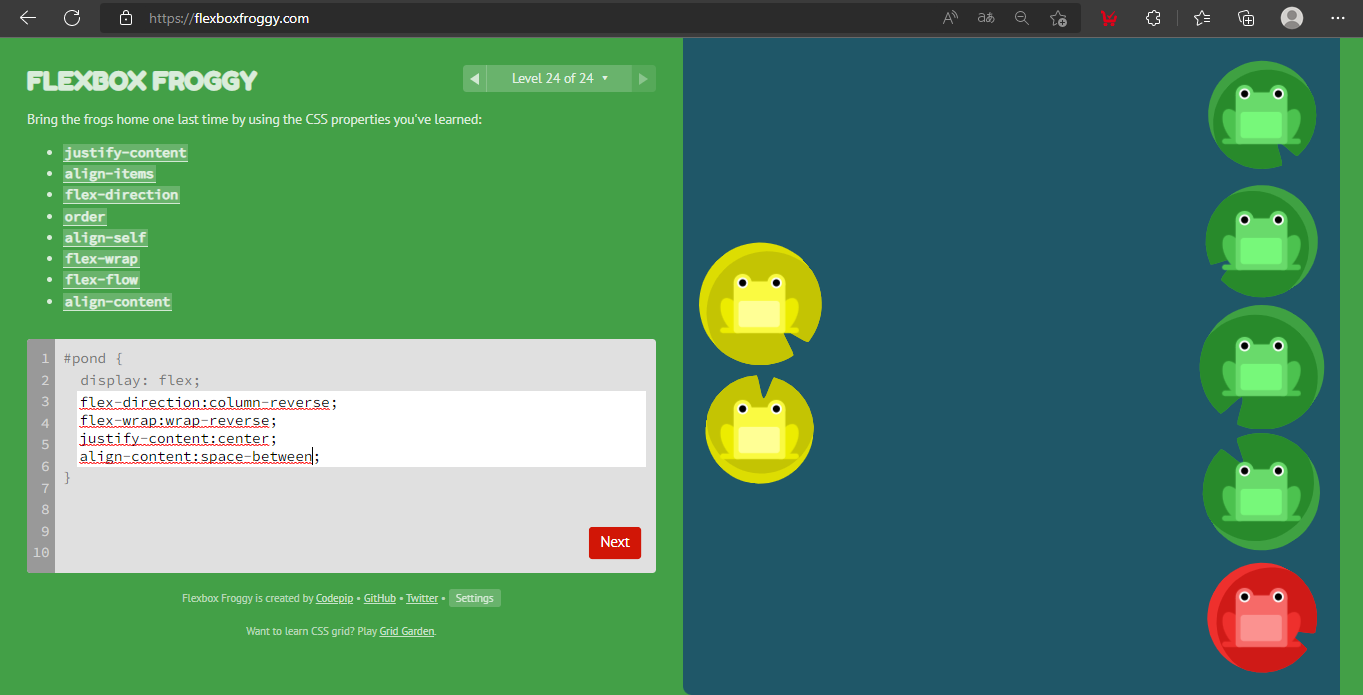 https://flexboxfroggy.com
FLEXBOX FROGGY
Level 24 of 24
Bring the frogs home one last time by using the CSS properties you've learned:
justify-content
align-items
flex-direction
order
align-self
flex-wrap
flex-flow
align-content
1 #pond {
2 display: flex;
3 flex-direction:column-reverse;
4 flex-wrap:wrap-reverse;
5 justify-content:center;
6 align-content:space-between;
7 }
8
9
10
Next
Flexbox Froggy is created by Codepip • GitHub • Twitter • Settings
Want to learn CSS grid? Play Grid Garden.